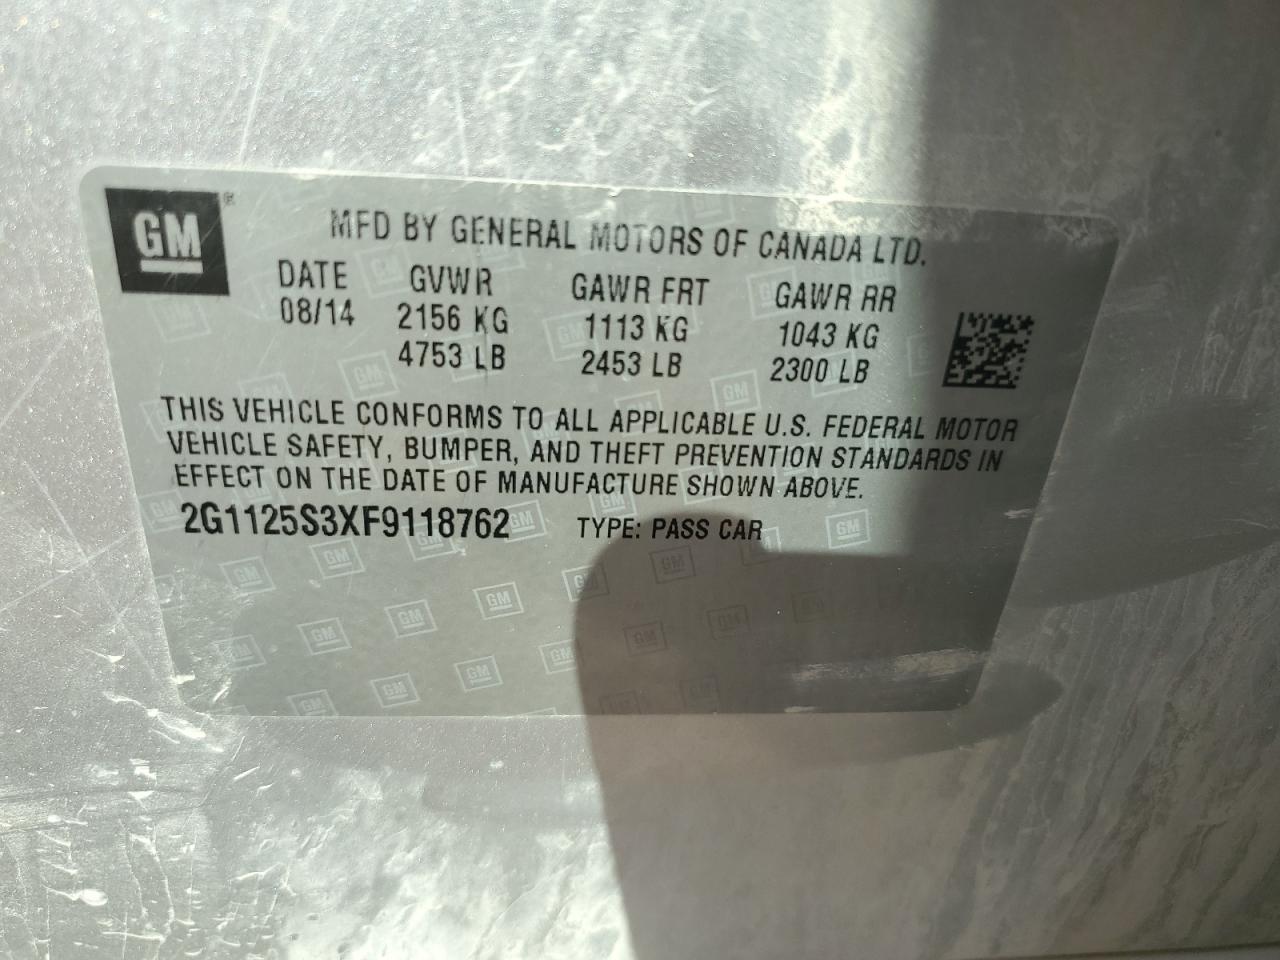 GM®
MFD BY GENERAL MOTORS OF CANADA LTD.
DATE GVWR GAWR FRT GAWR RR
08/14 2156 KG 1113 KG 1043 KG
4753 LB 2453 LB 2300 LB
THIS VEHICLE CONFORMS TO ALL APPLICABLE U.S. FEDERAL MOTOR
VEHICLE SAFETY, BUMPER, AND THEFT PREVENTION STANDARDS IN
EFFECT ON THE DATE OF MANUFACTURE SHOWN ABOVE.
2G1125S3XF9118762 TYPE: PASS CAR